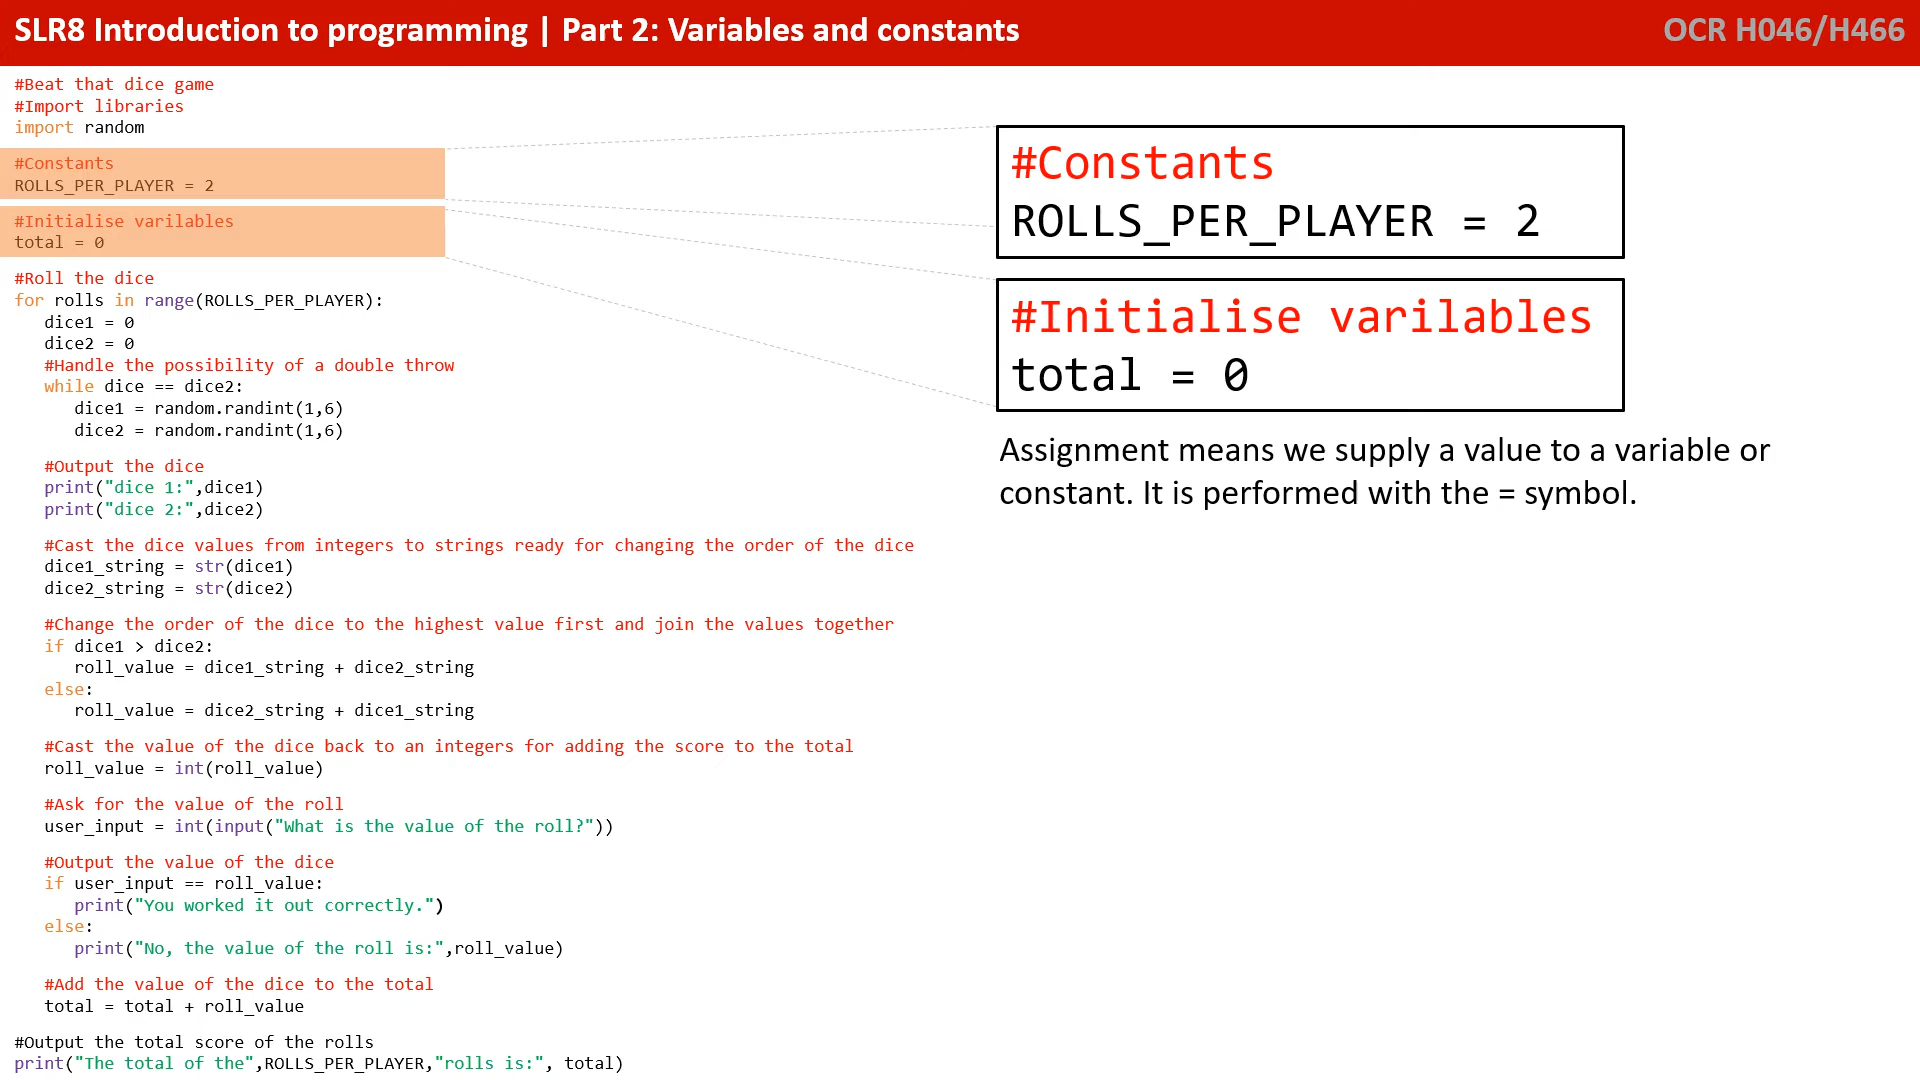 SLR8 Introduction to programming | Part 2: Variables and constants
OCR H046/H466
#Beat that dice game
#Import libraries
import random
#Constants
ROLLS_PER_PLAYER = 2
#Initialise varilables
total = 0
#Roll the dice
for rolls in range(ROLLS_PER_PLAYER):
dice1 = 0
dice2 = 0
#Handle the possibility of a double throw
while dice == dice2:
dice1 = random.randint(1,6)
dice2 = random.randint(1,6)
#Output the dice
print("dice 1:",dice1)
print("dice 2:",dice2)
#Cast the dice values from integers to strings ready for changing the order of the dice
dice1_string = str(dice1)
dice2_string = str(dice2)
#Change the order of the dice to the highest value first and join the values together
if dice1 > dice2:
roll_value = dice1_string + dice2_string
else:
roll_value = dice2_string + dice1_string
#Cast the value of the dice back to an integers for adding the score to the total
roll_value = int(roll_value)
#Ask for the value of the roll
user_input = int(input("What is the value of the roll?"))
#Output the value of the dice
if user_input == roll_value:
print("You worked it out correctly.")
else:
print("No, the value of the roll is:",roll_value)
#Add the value of the dice to the total
total = total + roll_value
#Output the total score of the rolls
print("The total of the",ROLLS_PER_PLAYER,"rolls is:", total)
#Constants
ROLLS_PER_PLAYER = 2
#Initialise varilables
total = 0
Assignment means we supply a value to a variable or
constant. It is performed with the = symbol.